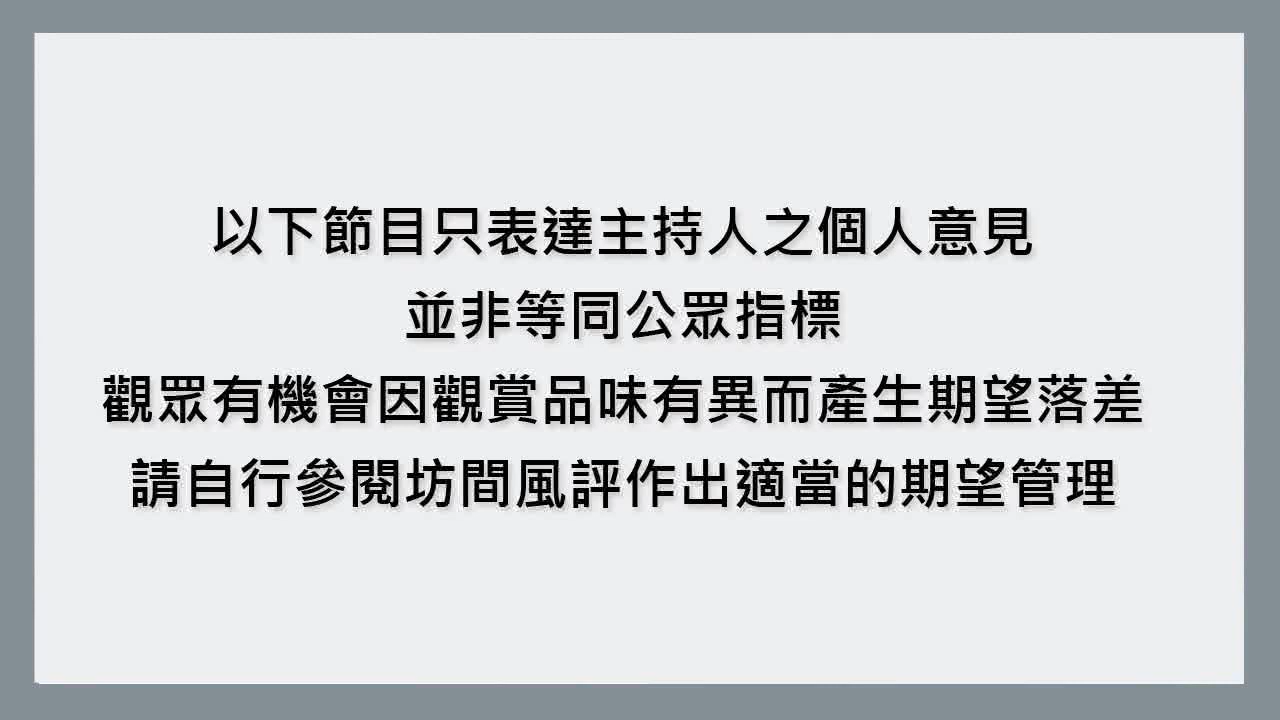 以下節目只表達主持人之個人意見
並非等同公眾指標
觀眾有機會因觀賞品味有異而產生期望落差
請自行參閱坊間風評作出適當的期望管理